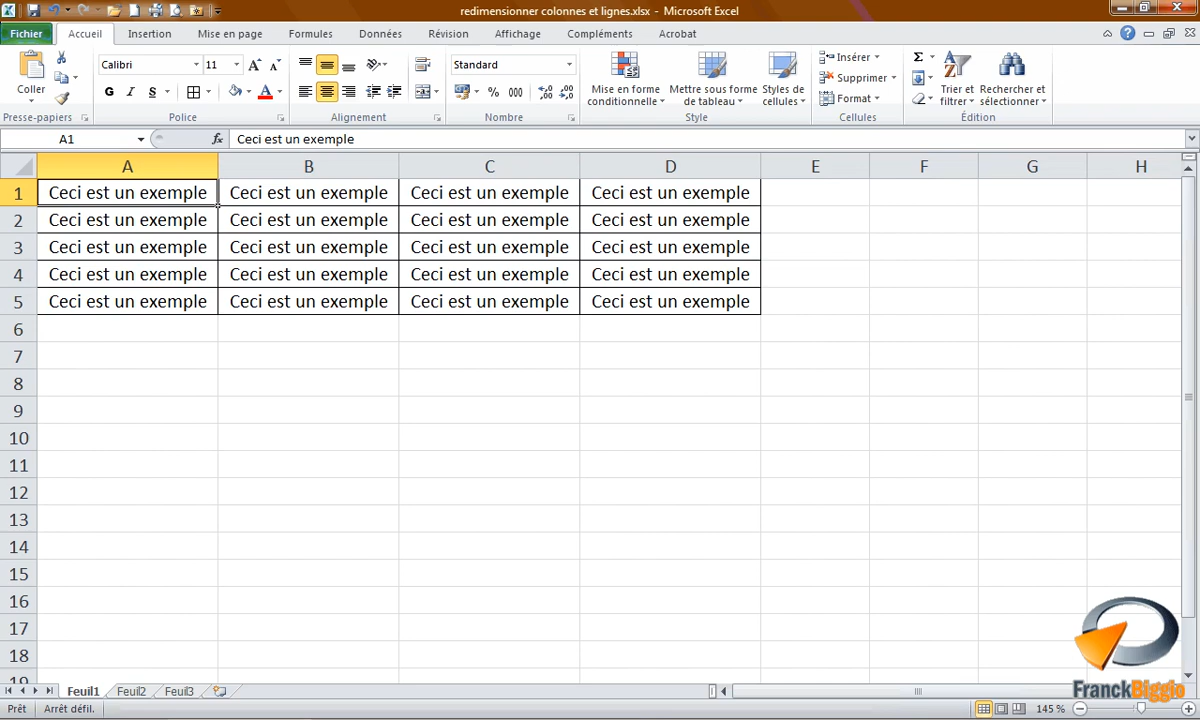 redimensionner colonnes et lignes.xlsx - Microsoft Excel
Fichier Accueil Insertion Mise en page Formules Données Révision Affichage Compléments Acrobat
Coller
Presse-papiers
Calibri 11
G I S
Police
Alignement
Standard
% 000
Nombre
Mise en forme conditionnelle
Mettre sous forme de tableau
Styles de cellules
Style
Insérer
Supprimer
Format
Cellules
Σ
Trier et filtrer
Rechercher et sélectionner
Édition
A1 fx Ceci est un exemple
A B C D E F G H
1 Ceci est un exemple Ceci est un exemple Ceci est un exemple Ceci est un exemple
2 Ceci est un exemple Ceci est un exemple Ceci est un exemple Ceci est un exemple
3 Ceci est un exemple Ceci est un exemple Ceci est un exemple Ceci est un exemple
4 Ceci est un exemple Ceci est un exemple Ceci est un exemple Ceci est un exemple
5 Ceci est un exemple Ceci est un exemple Ceci est un exemple Ceci est un exemple
6
7
8
9
10
11
12
13
14
15
16
17
18
19
FranckBiggio
Feuil1 Feuil2 Feuil3
Prêt Arrêt défil. 145 %